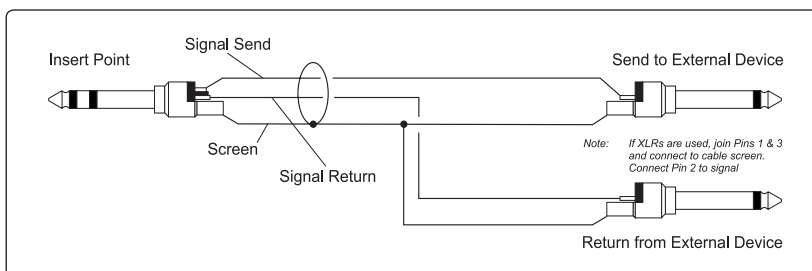 Signal Send
Insert Point
Send to External Device
Screen
Signal Return
Note: If XLRs are used, join Pins 1 & 3
and connect to cable screen.
Connect Pin 2 to signal
Return from External Device